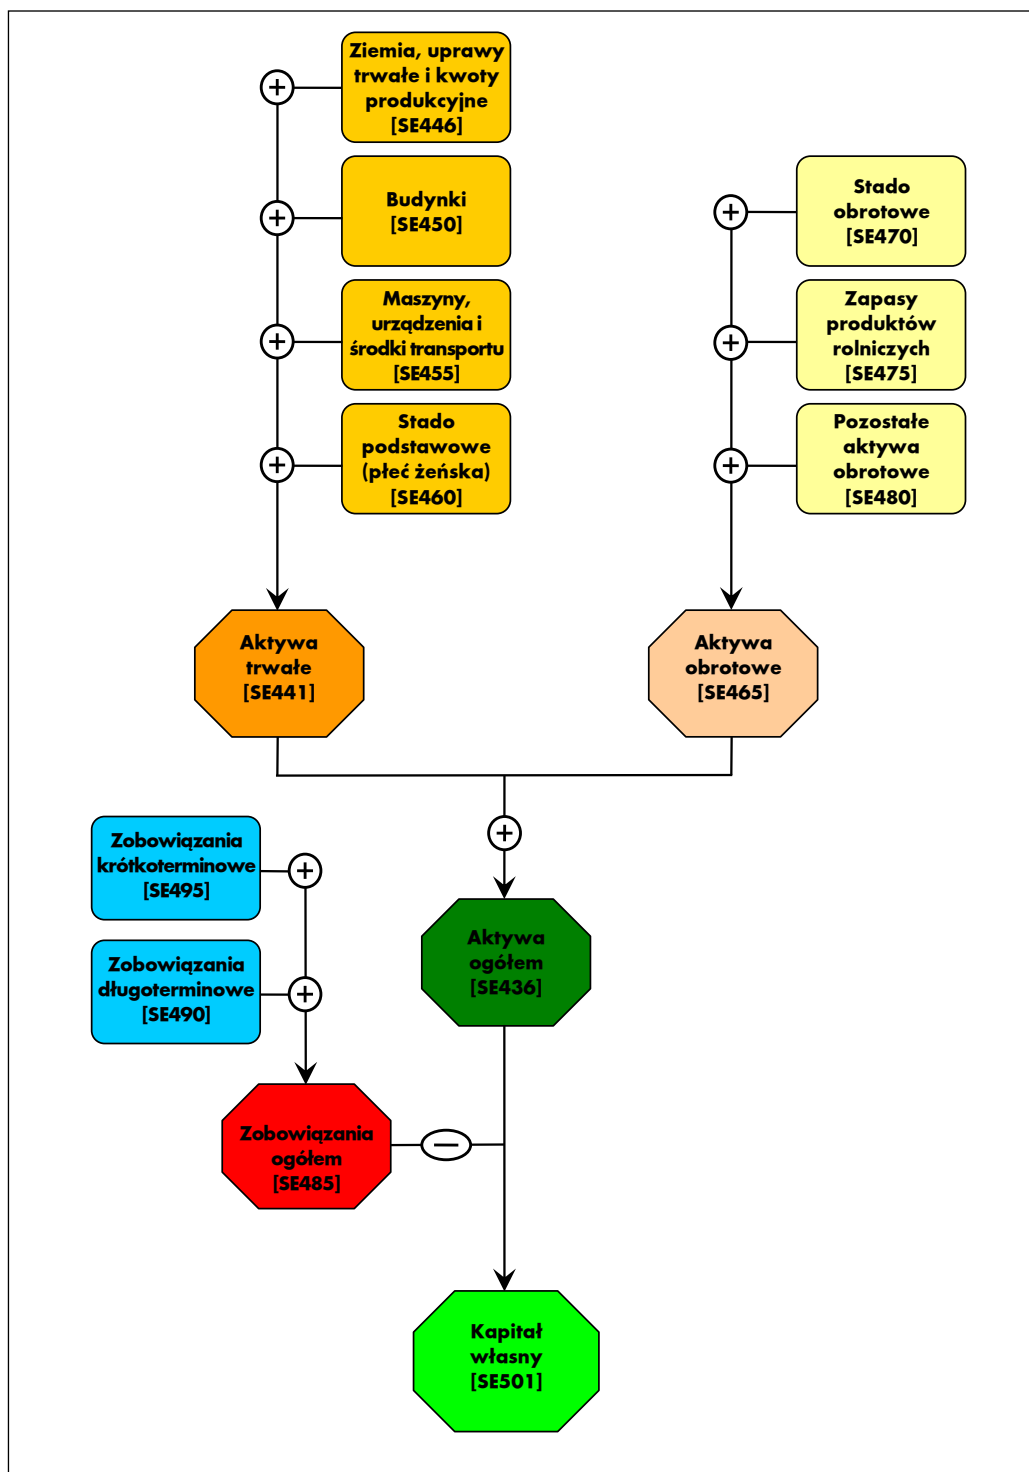 Ziemia, uprawy
trwałe i kwoty
produkcyjne
[SE446]
Budynki
[SE450]
Maszyny,
urządzenia i
środki transportu
[SE455]
Stado
podstawowe
(płeć żeńska)
[SE460]
Stado
obrotowe
[SE470]
Zapasy
produktów
rolniczych
[SE475]
Pozostałe
aktywa
obrotowe
[SE480]
Aktywa
trwałe
[SE441]
Aktywa
obrotowe
[SE465]
Zobowiązania
krótkoterminowe
[SE495]
Zobowiązania
długoterminowe
[SE490]
Aktywa
ogółem
[SE436]
Zobowiązania
ogółem
[SE485]
Kapitał
własny
[SE501]